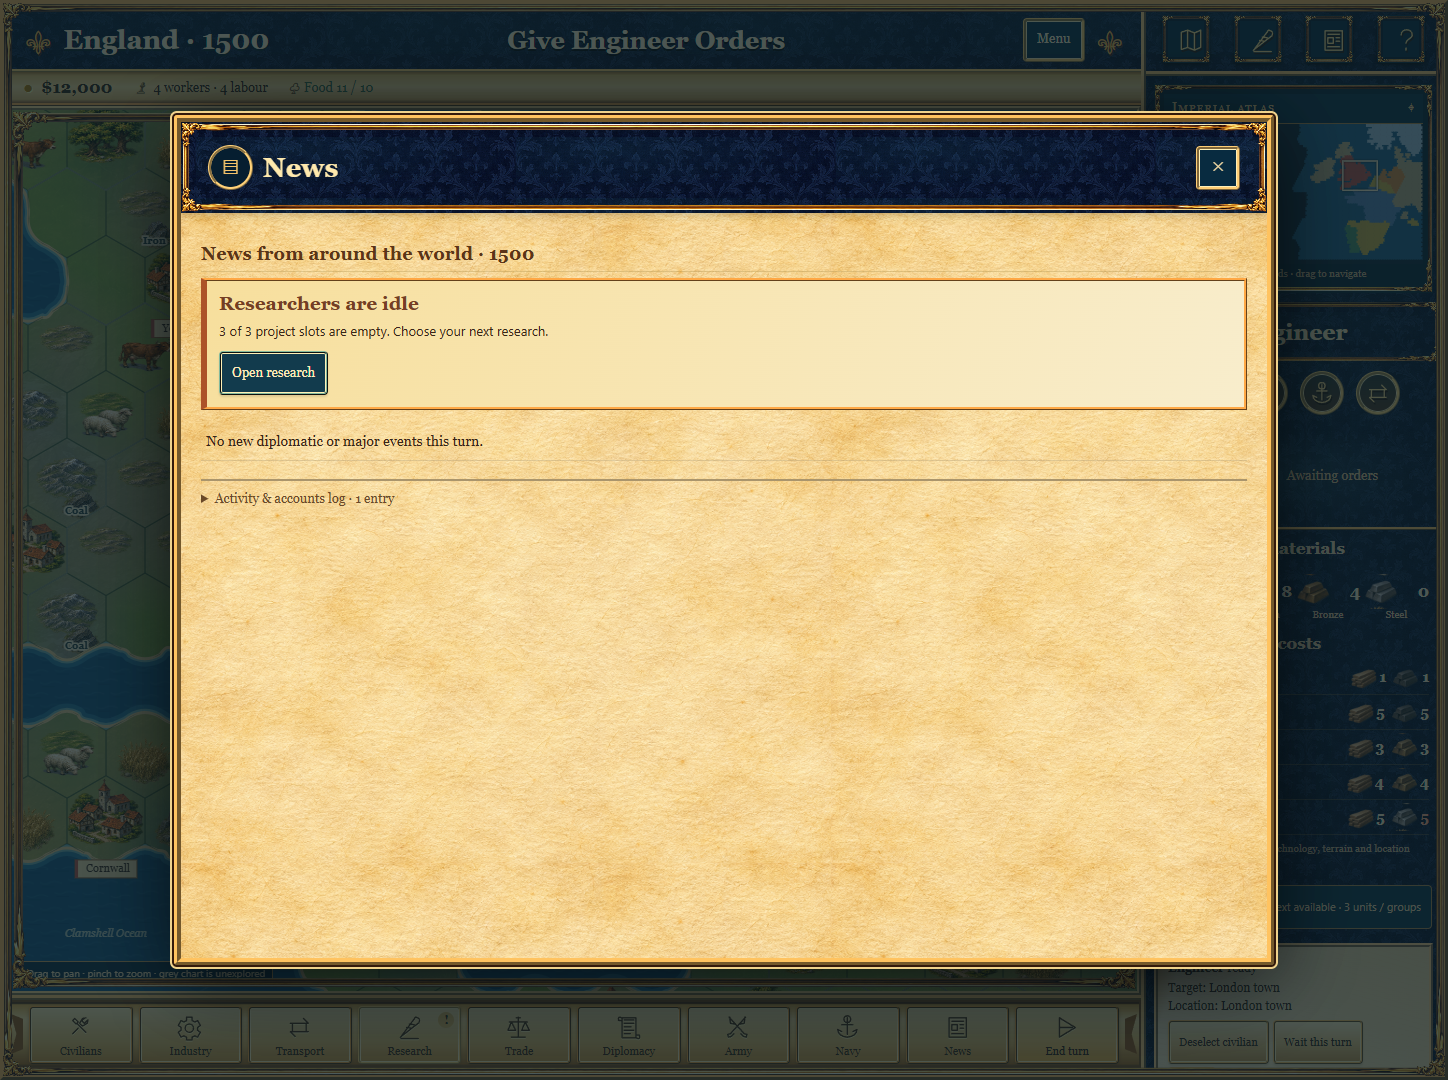 England · 1500
Give Engineer Orders
Menu
$12,000
4 workers · 4 labour
Food 11 / 10
Imperial Atlas
News
News from around the world · 1500
Researchers are idle
3 of 3 project slots are empty. Choose your next research.
Open research
No new diplomatic or major events this turn.
Activity & accounts log · 1 entry
Iron
Coal
Coal
Cornwall
Clamshell Ocean
Drag to pan · pinch to zoom · grey chart is unexplored
drag to navigate
Awaiting orders
8
4
0
Bronze
Steel
costs
1 1
5 5
3 3
4 4
5 5
terrain and location
available · 3 units / groups
Engineer ready
Target: London town
Location: London town
Deselect civilian
Wait this turn
Civilians
Industry
Transport
Research
!
Trade
Diplomacy
Army
Navy
News
End turn